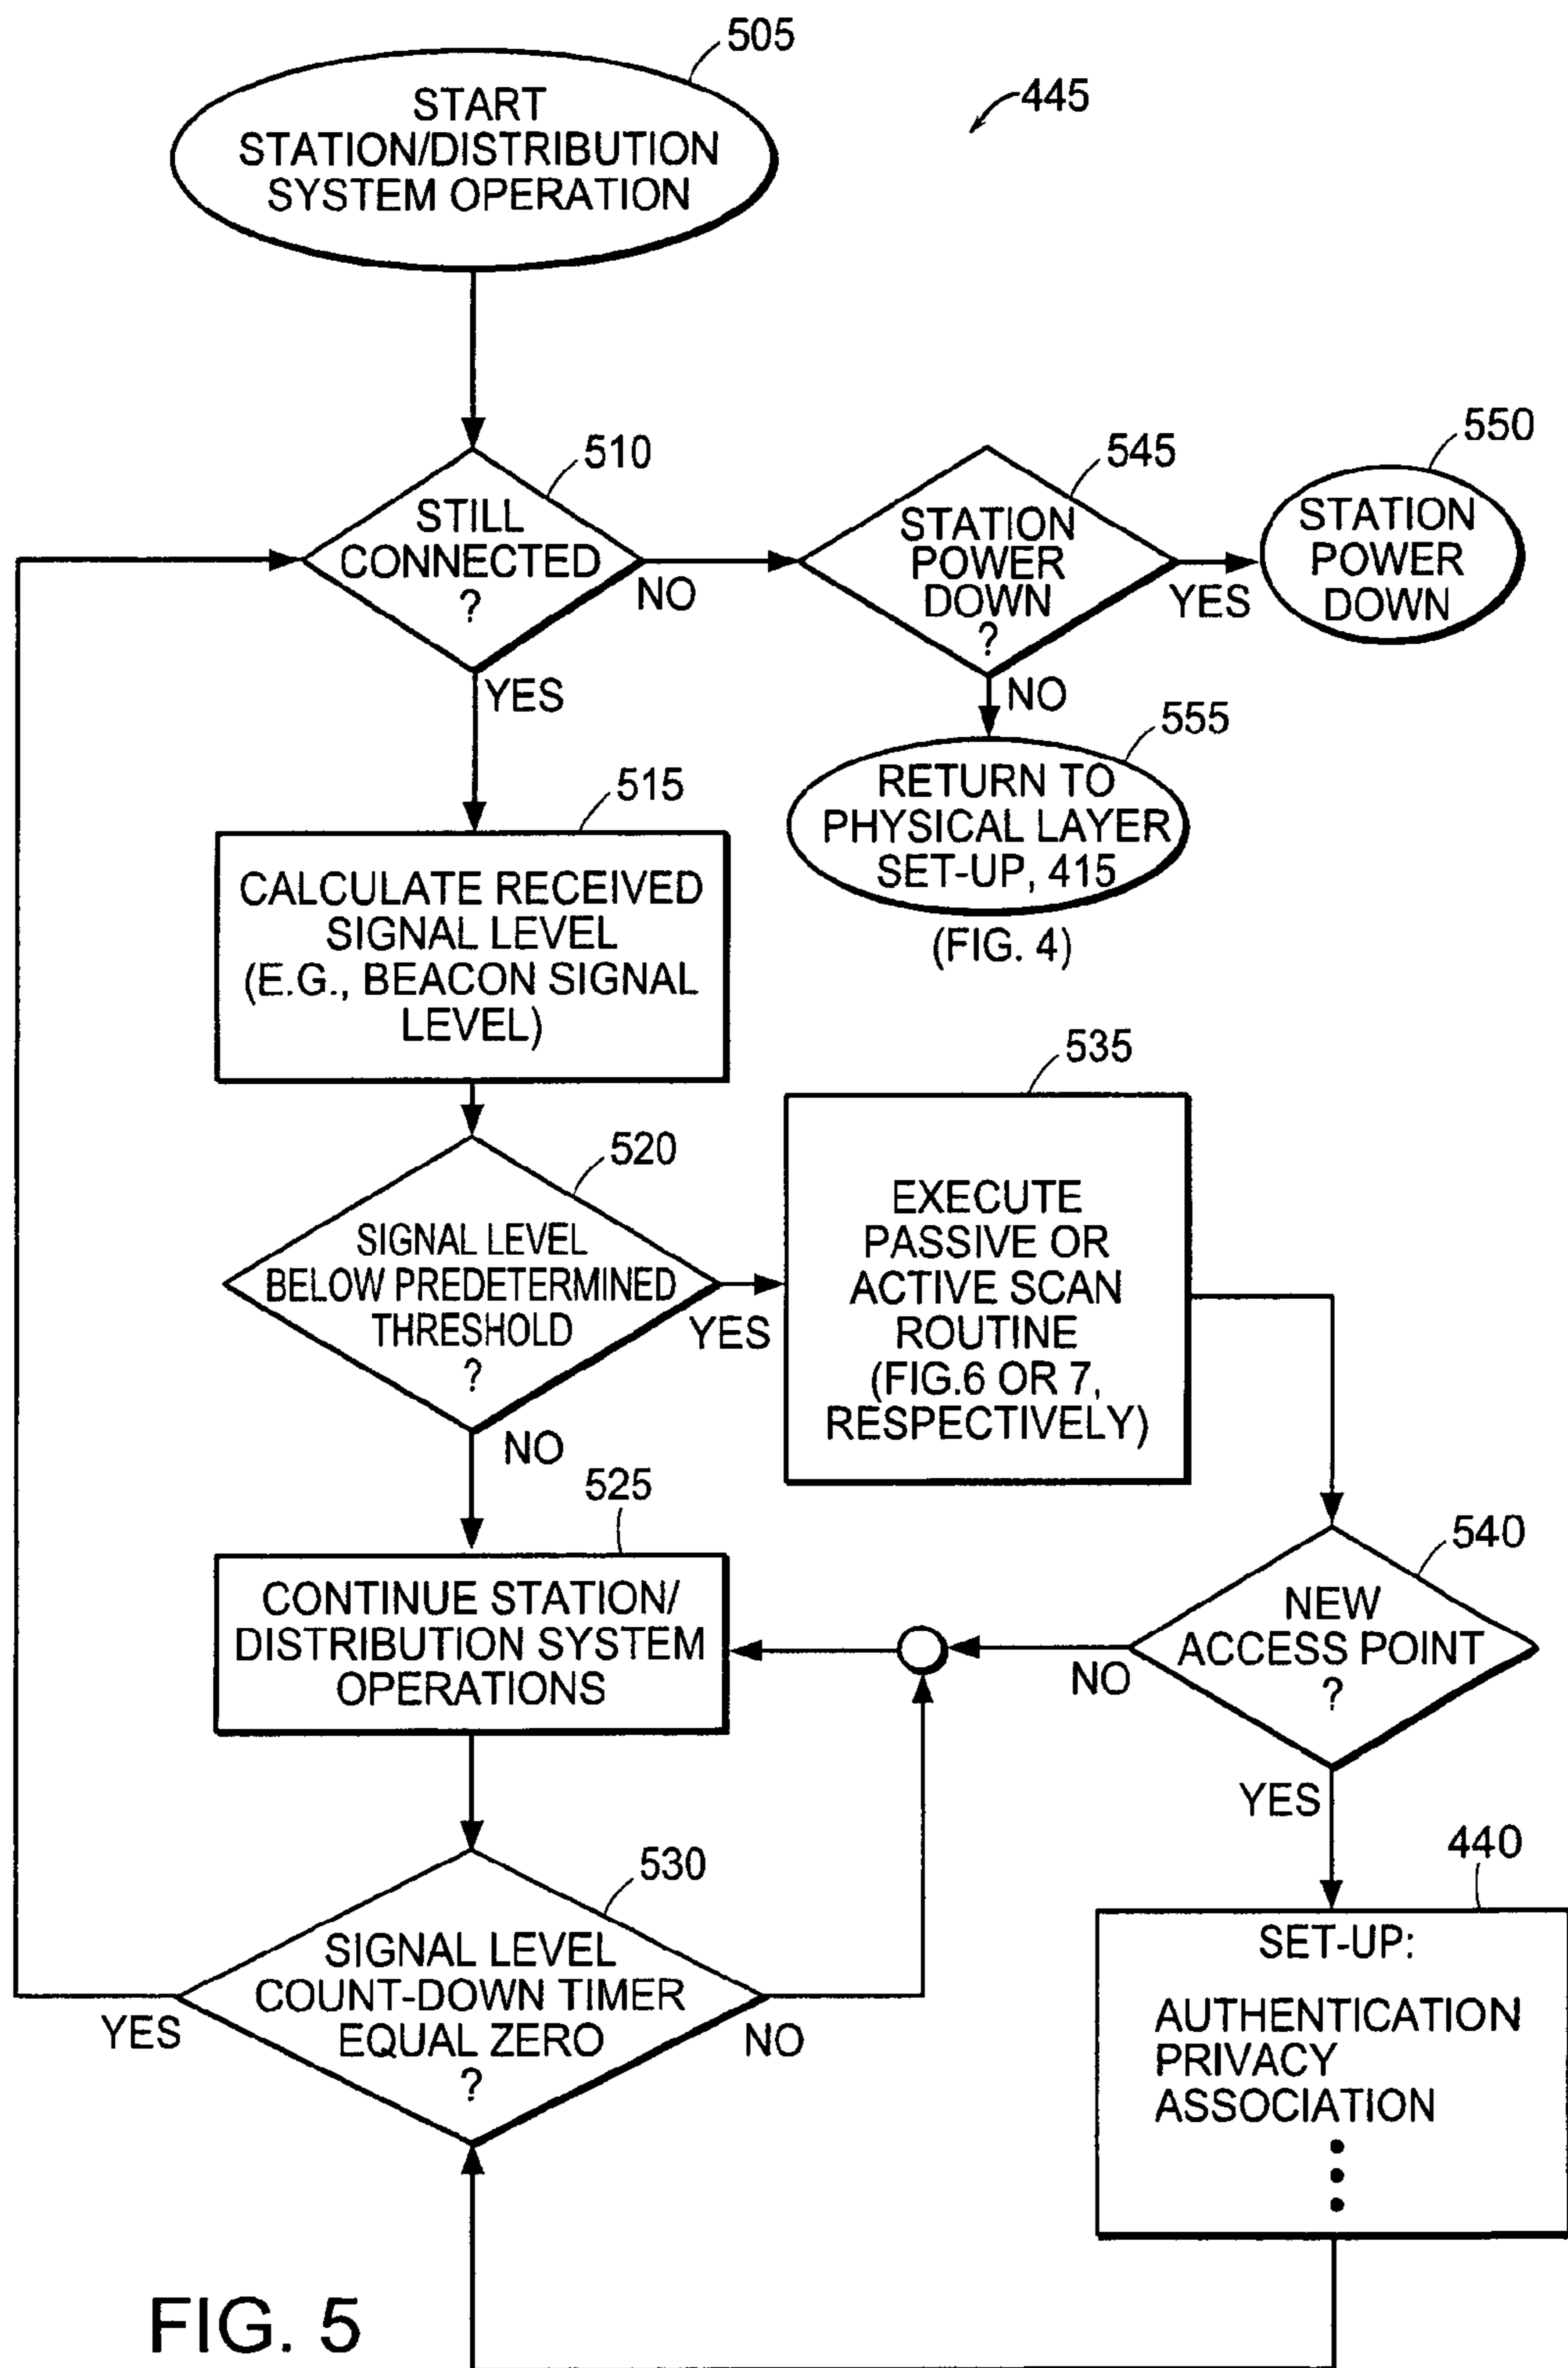 505
START
STATION/DISTRIBUTION
SYSTEM OPERATION
445
510
STILL
CONNECTED
?
NO
YES
545
STATION
POWER
DOWN
?
YES
NO
550
STATION
POWER
DOWN
555
RETURN TO
PHYSICAL LAYER
SET-UP, 415
(FIG. 4)
515
CALCULATE RECEIVED
SIGNAL LEVEL
(E.G., BEACON SIGNAL
LEVEL)
520
SIGNAL LEVEL
BELOW PREDETERMINED
THRESHOLD
?
YES
NO
535
EXECUTE
PASSIVE OR
ACTIVE SCAN
ROUTINE
(FIG.6 OR 7,
RESPECTIVELY)
525
CONTINUE STATION/
DISTRIBUTION SYSTEM
OPERATIONS
540
NEW
ACCESS POINT
?
NO
YES
530
SIGNAL LEVEL
COUNT-DOWN TIMER
EQUAL ZERO
?
YES
NO
440
SET-UP:
AUTHENTICATION
PRIVACY
ASSOCIATION
FIG. 5